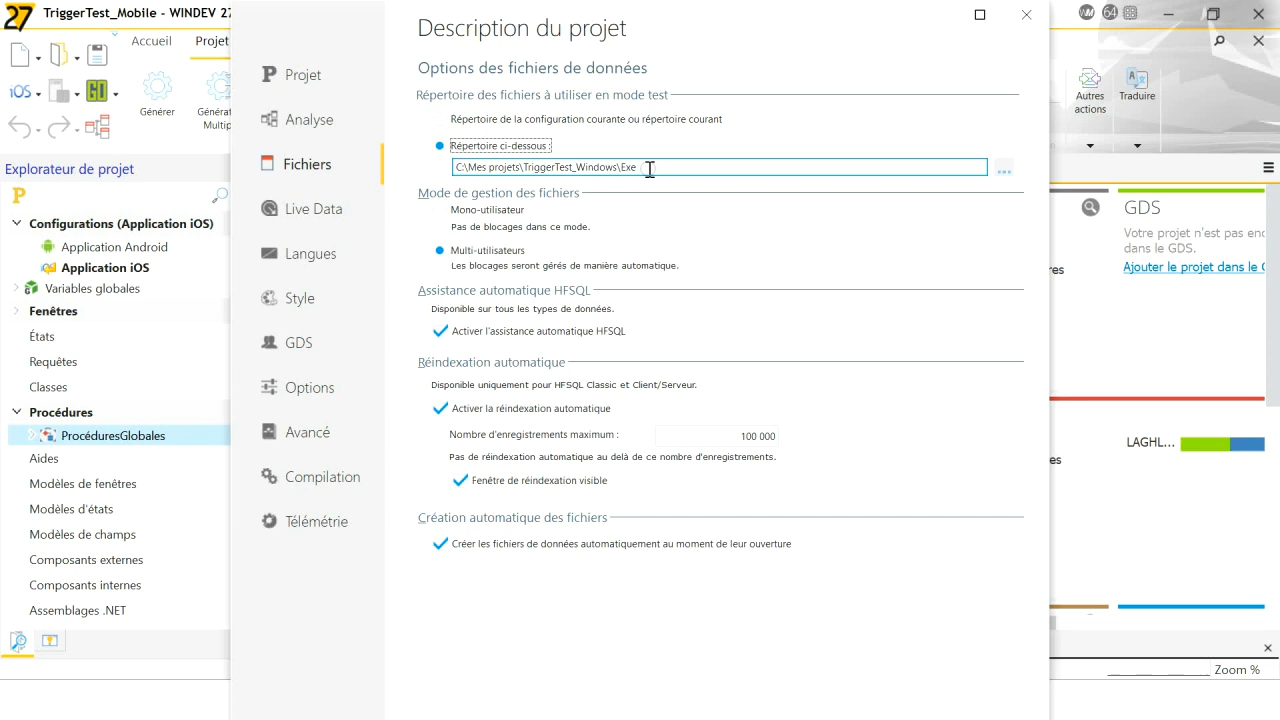 27 TriggerTest_Mobile - WINDEV 27
64
Accueil
Projet
iOS
GO
Générer
Générat
Multip
Autres
actions
Traduire
Explorateur de projet
Configurations (Application iOS)
Application Android
Application iOS
Variables globales
Fenêtres
États
Requêtes
Classes
Procédures
ProcéduresGlobales
Aides
Modèles de fenêtres
Modèles d'états
Modèles de champs
Composants externes
Composants internes
Assemblages .NET
Projet
Analyse
Fichiers
Live Data
Langues
Style
GDS
Options
Avancé
Compilation
Télémétrie
Description du projet
Options des fichiers de données
Répertoire des fichiers à utiliser en mode test
Répertoire de la configuration courante ou répertoire courant
Répertoire ci-dessous :
C:\Mes projets\TriggerTest_Windows\Exe
...
Mode de gestion des fichiers
Mono-utilisateur
Pas de blocages dans ce mode.
Multi-utilisateurs
Les blocages seront gérés de manière automatique.
Assistance automatique HFSQL
Disponible sur tous les types de données.
Activer l'assistance automatique HFSQL
Réindexation automatique
Disponible uniquement pour HFSQL Classic et Client/Serveur.
Activer la réindexation automatique
Nombre d'enregistrements maximum : 100 000
Pas de réindexation automatique au delà de ce nombre d'enregistrements.
Fenêtre de réindexation visible
Création automatique des fichiers
Créer les fichiers de données automatiquement au moment de leur ouverture
GDS
Votre projet n'est pas enc
dans le GDS.
Ajouter le projet dans le G
res
LAGHL...
es
Zoom %